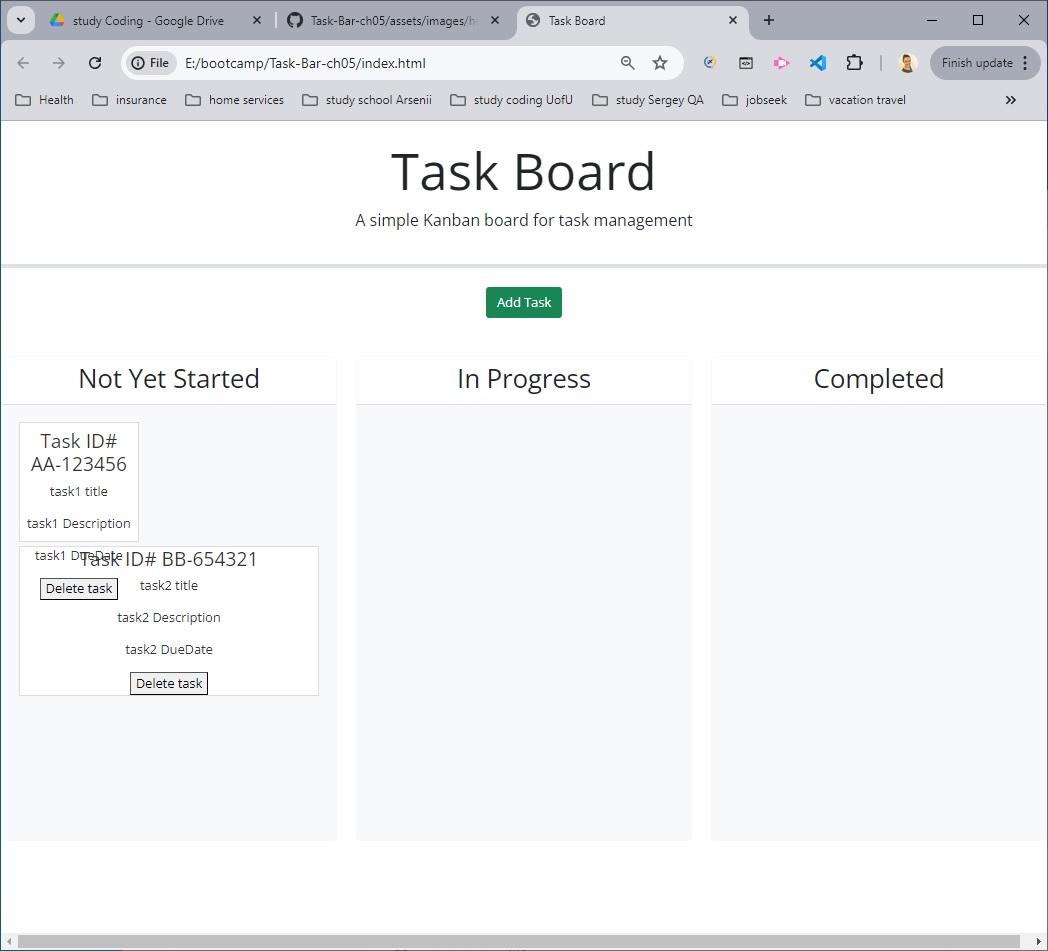 study Coding - Google Drive
Task-Bar-ch05/assets/images/he
Task Board
File
E:/bootcamp/Task-Bar-ch05/index.html
Finish update
Health
insurance
home services
study school Arsenii
study coding UofU
study Sergey QA
jobseek
vacation travel
Task Board
A simple Kanban board for task management
Add Task
Not Yet Started
In Progress
Completed
Task ID#
AA-123456
task1 title
task1 Description
task1 DueDate
Delete task
Task ID# BB-654321
task2 title
task2 Description
task2 DueDate
Delete task